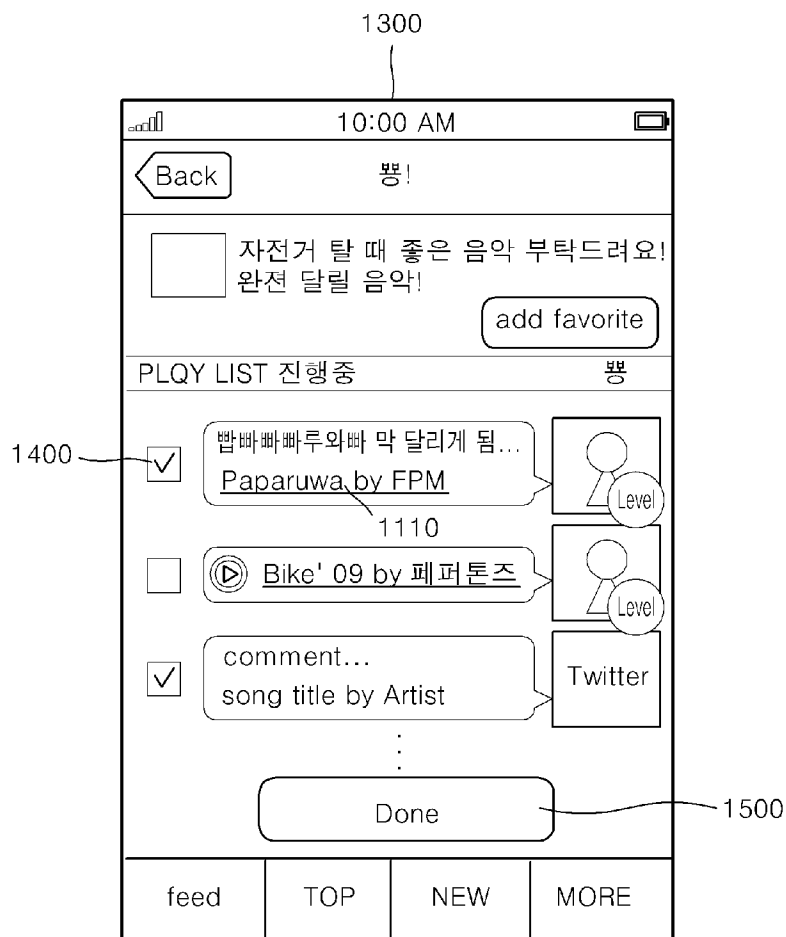 1300
10:00 AM
Back
뿅!
자전거 탈 때 좋은 음악 부탁드려요!
완젼 달릴 음악!
add favorite
PLQY LIST 진행중 뿅
1400
빱빠빠빠루와빠 막 달리게 됨...
Paparuwa by FPM
Level
1110
Bike' 09 by 페퍼톤즈
Level
comment...
song title by Artist
Twitter
Done
1500
feed TOP NEW MORE